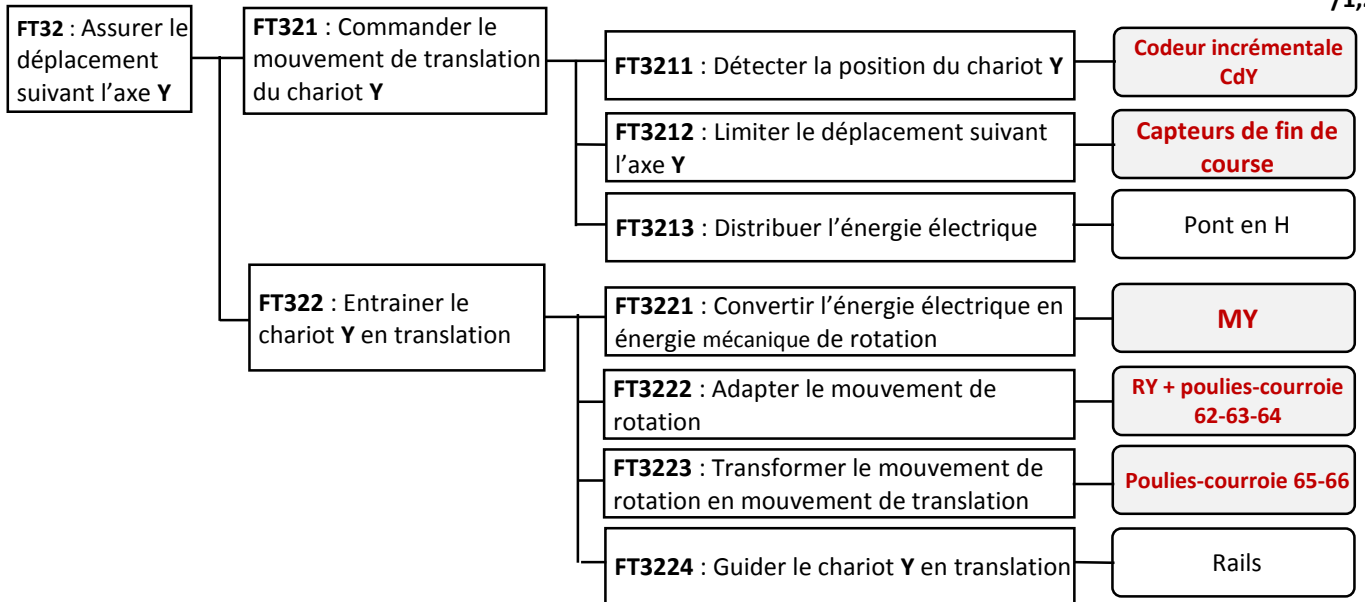 /1,
FT32 : Assurer le
déplacement
suivant l'axe Y
FT321 : Commander le
mouvement de translation
du chariot Y
FT3211 : Détecter la position du chariot Y
Codeur incrémentale
CdY
FT3212 : Limiter le déplacement suivant
l'axe Y
Capteurs de fin de
course
FT3213 : Distribuer l'énergie électrique
Pont en H
FT322 : Entrainer le
chariot Y en translation
FT3221 : Convertir l'énergie électrique en
énergie mécanique de rotation
MY
FT3222 : Adapter le mouvement de
rotation
RY + poulies-courroie
62-63-64
FT3223 : Transformer le mouvement de
rotation en mouvement de translation
Poulies-courroie 65-66
FT3224 : Guider le chariot Y en translation
Rails